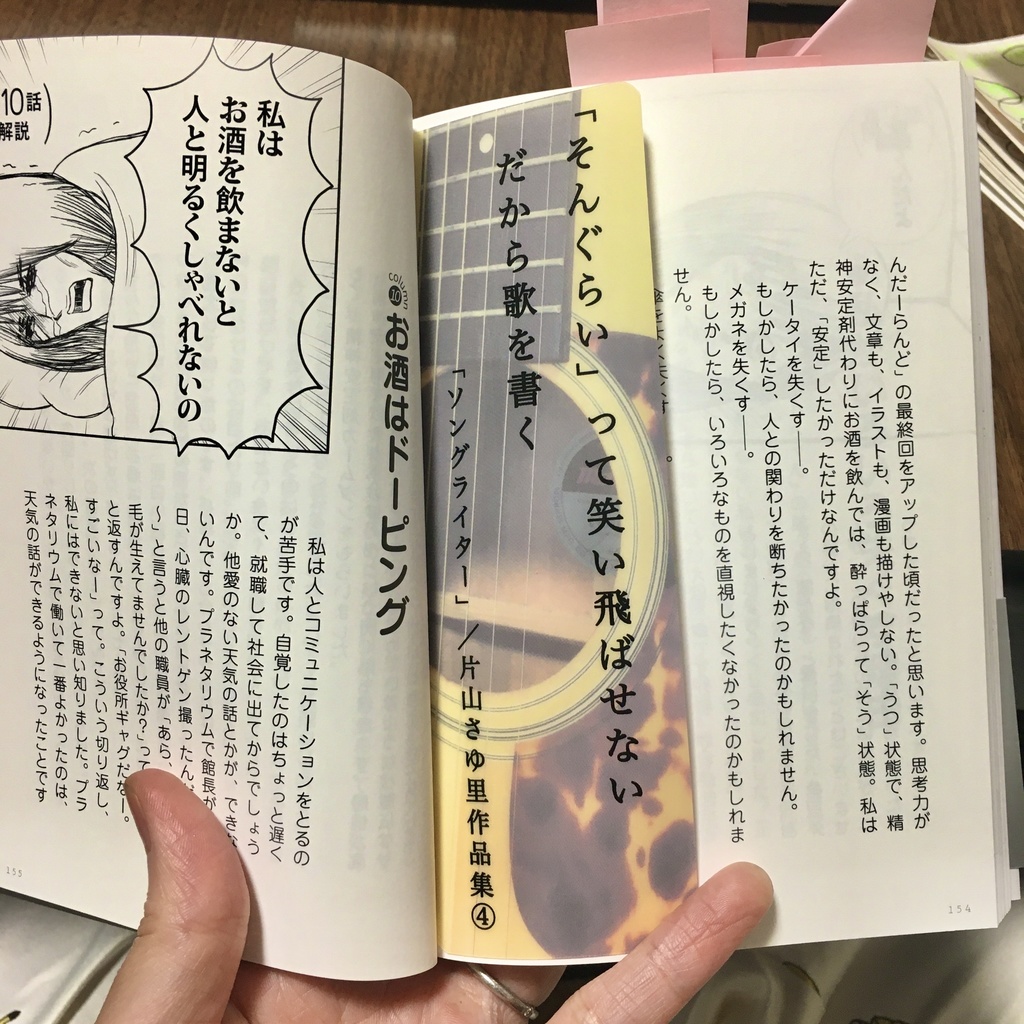 んだーらんど」の最終回をアップした頃だったと思います。思考力が
なく、文章も、イラストも、漫画も描けやしない。「うつ」状態で、精
神安定剤代わりにお酒を飲んでは、酔っぱらって「そう」状態。私は
ただ、「安定」したかっただけなんですよ。
ケータイを失くす──。
もしかしたら、人との関わりを断ちたかったのかもしれません。
メガネを失くす──。
もしかしたら、いろいろなものを直視したくなかったのかもしれま
せん。
154
「そんぐらい」って笑い飛ばせない
だから歌を書く
「ソングライター」／片山さゆ里作品集④
column
10
お酒はドーピング
10話
解説
私は
お酒を飲まないと
人と明るくしゃべれないの
私は人とコミュニケーションをとるの
が苦手です。自覚したのはちょっと遅く
て、就職して社会に出てからでしょう
か。他愛のない天気の話とかが、できな
いんです。プラネタリウムで館長が
日、心臓のレントゲン撮ったんだ
〜」と言うと他の職員が「あら、
毛が生えてませんでしたか?」って
と返すんですよ。「お役所ギャグだなー。
すごいなー」って。こういう切り返し、
私にはできないと思い知りました。プラ
ネタリウムで働いて一番よかったのは、
天気の話ができるようになったことです
155